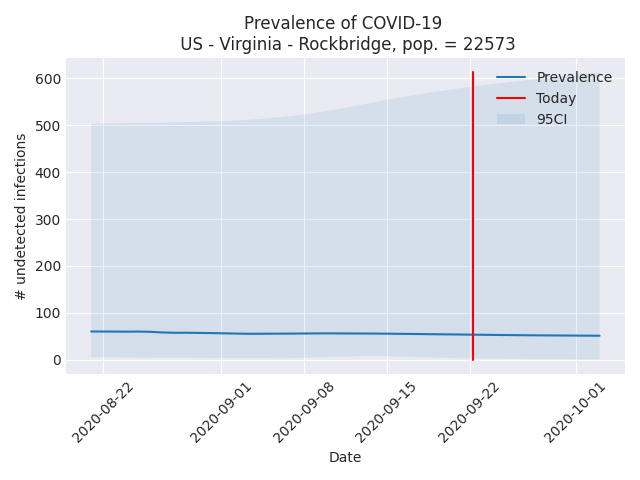 Prevalence of COVID-19
US - Virginia - Rockbridge, pop. = 22573
# undetected infections
600
500
400
300
200
100
0
Prevalence
Today
95CI
2020-08-22
2020-09-01
2020-09-08
2020-09-15
2020-09-22
2020-10-01
Date